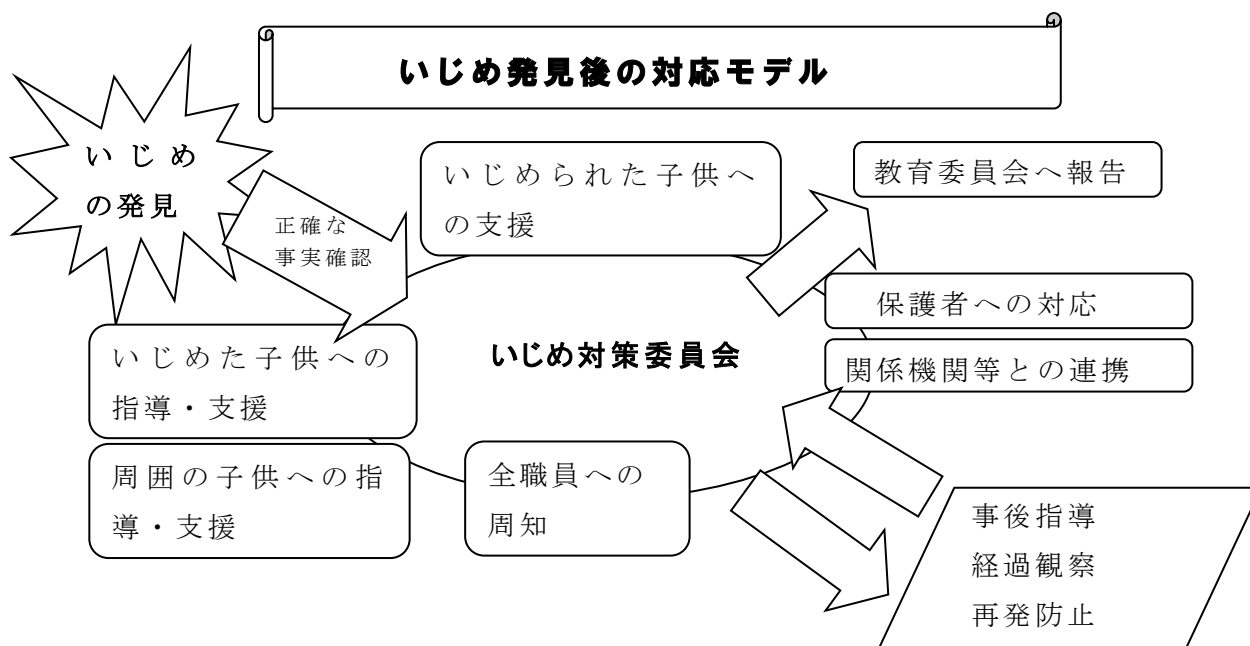 いじめ発見後の対応モデル
いじめ
の発見
正確な
事実確認
いじめられた子供へ
の支援
教育委員会へ報告
保護者への対応
関係機関等との連携
いじめ対策委員会
いじめた子供への
指導・支援
周囲の子供への指
導・支援
全職員への
周知
事後指導
経過観察
再発防止